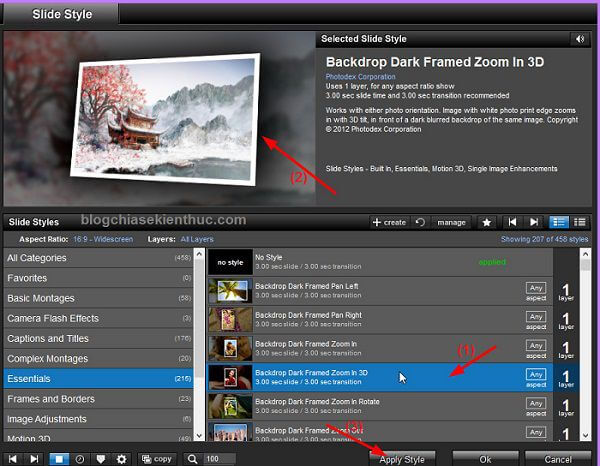 Slide Style
Selected Slide Style
Backdrop Dark Framed Zoom In 3D
Photodex Corporation
Uses 1 layer, for any aspect ratio show
3.00 sec slide time and 3.00 sec transition recommended
Works with either photo orientation. Image with white photo print edge zooms
in with 3D tilt, in front of a dark blurred backdrop of the same image. Copyright
© 2012 Photodex Corporation
(2)
Slide Styles - Built In, Essentials, Motion 3D, Single Image Enhancements
Slide Styles
blogchiasekienthuc.com
create
manage
Aspect Ratio: 16:9 - Widescreen
Layers: All Layers
Showing 207 of 458 styles
All Categories (458)
Favorites (0)
Basic Montages (58)
Camera Flash Effects (3)
Captions and Titles (176)
Complex Montages (20)
Essentials (216)
Frames and Borders (23)
Image Adjustments (6)
Motion 3D (49)
no style
No Style
3.00 sec slide / 3.00 sec transition
applied
Backdrop Dark Framed Pan Left
3.00 sec slide / 3.00 sec transition
Any aspect
1 layer
Backdrop Dark Framed Pan Right
3.00 sec slide / 3.00 sec transition
Any aspect
1 layer
Backdrop Dark Framed Zoom In
3.00 sec slide / 3.00 sec transition
Any aspect
1 layer
(1)
Backdrop Dark Framed Zoom In 3D
3.00 sec slide / 3.00 sec transition
Any aspect
1 layer
Backdrop Dark Framed Zoom In Rotate
3.00 sec slide / 3.00 sec transition
Any aspect
1 layer
Backdrop Dark Framed Zoom Out
3.00 sec slide / 3.00 sec transition
Any
1
(3)
copy
100
Apply Style
Ok
Cancel